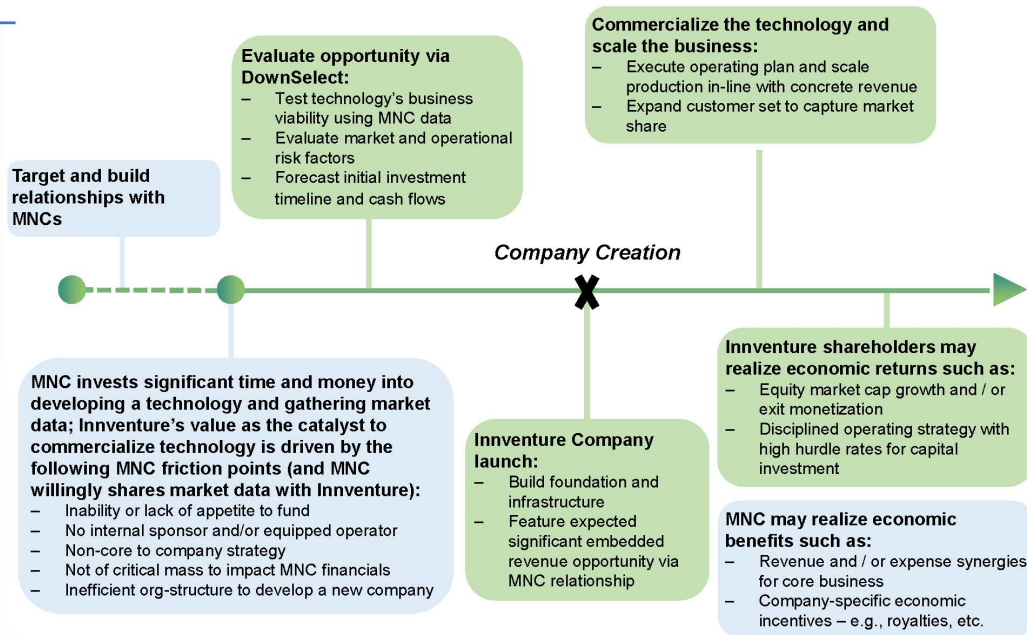 Target and build
relationships with
MNCs
Evaluate opportunity via
DownSelect:
– Test technology's business
viability using MNC data
– Evaluate market and operational
risk factors
– Forecast initial investment
timeline and cash flows
Commercialize the technology and
scale the business:
– Execute operating plan and scale
production in-line with concrete revenue
– Expand customer set to capture market
share
Company Creation
MNC invests significant time and money into
developing a technology and gathering market
data; Innventure's value as the catalyst to
commercialize technology is driven by the
following MNC friction points (and MNC
willingly shares market data with Innventure):
– Inability or lack of appetite to fund
– No internal sponsor and/or equipped operator
– Non-core to company strategy
– Not of critical mass to impact MNC financials
– Inefficient org-structure to develop a new company
Innventure Company
launch:
– Build foundation and
infrastructure
– Feature expected
significant embedded
revenue opportunity via
MNC relationship
Innventure shareholders may
realize economic returns such as:
– Equity market cap growth and / or
exit monetization
– Disciplined operating strategy with
high hurdle rates for capital
investment
MNC may realize economic
benefits such as:
– Revenue and / or expense synergies
for core business
– Company-specific economic
incentives – e.g., royalties, etc.